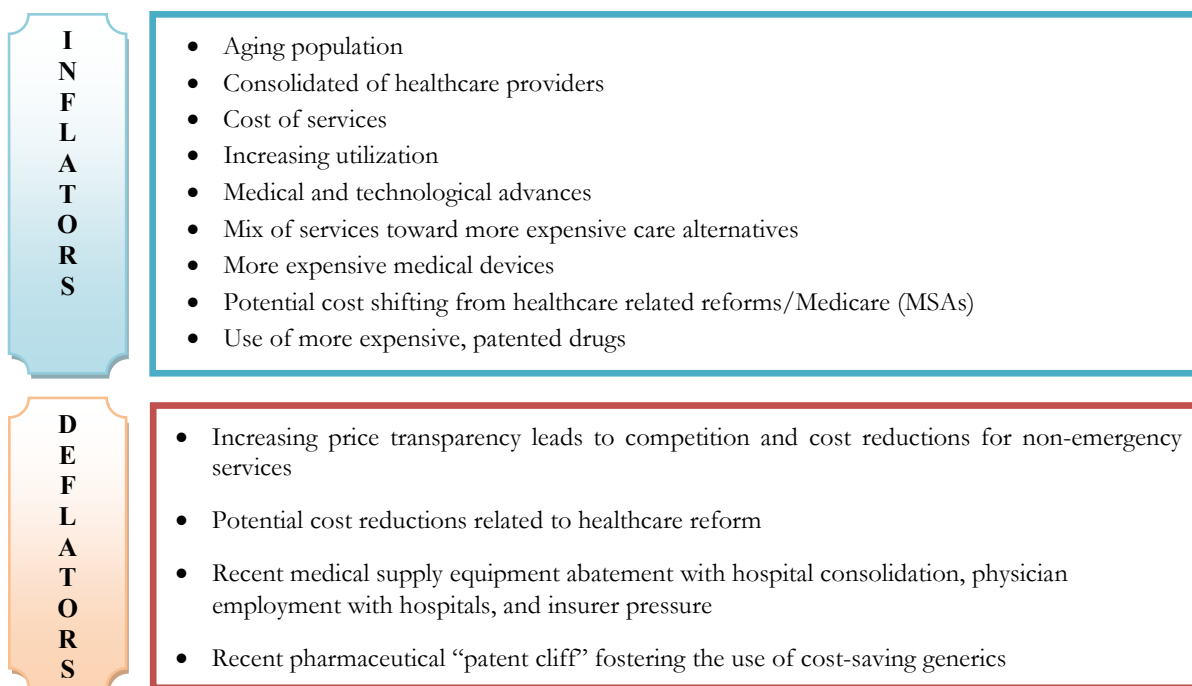 INFLATORS
• Aging population
• Consolidated of healthcare providers
• Cost of services
• Increasing utilization
• Medical and technological advances
• Mix of services toward more expensive care alternatives
• More expensive medical devices
• Potential cost shifting from healthcare related reforms/Medicare (MSAs)
• Use of more expensive, patented drugs
DEFLATORS
• Increasing price transparency leads to competition and cost reductions for non-emergency
services
• Potential cost reductions related to healthcare reform
• Recent medical supply equipment abatement with hospital consolidation, physician
employment with hospitals, and insurer pressure
• Recent pharmaceutical “patent cliff” fostering the use of cost-saving generics